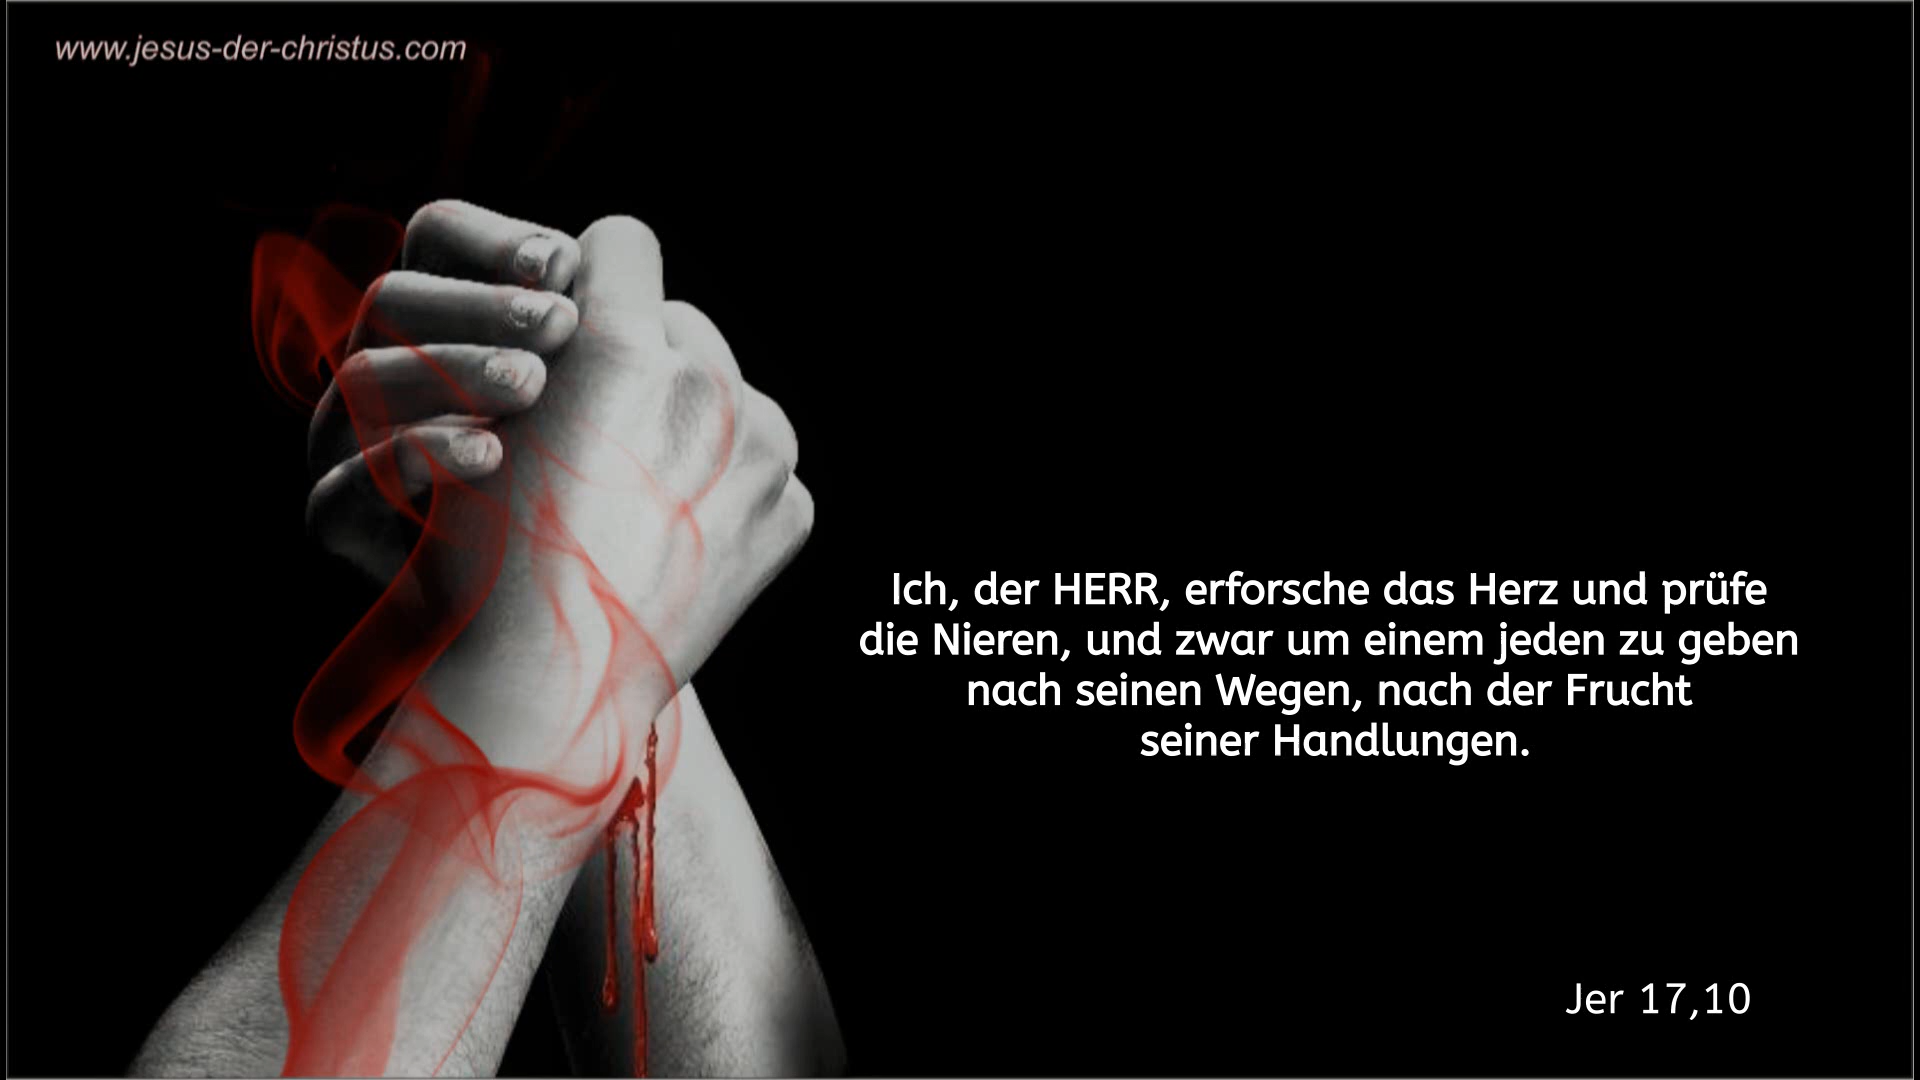 www.jesus-der-christus.com
Ich, der HERR, erforsche das Herz und prüfe
die Nieren, und zwar um einem jeden zu geben
nach seinen Wegen, nach der Frucht
seiner Handlungen.
Jer 17,10